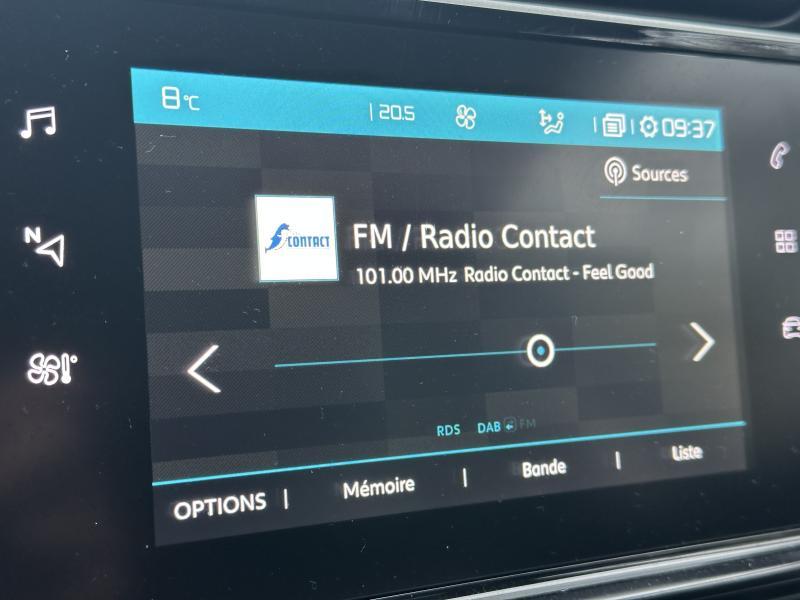 8°C | 20.5 | | 09:37
Sources
CONTACT
FM / Radio Contact
101.00 MHz Radio Contact - Feel Good
N
RDS DAB FM
OPTIONS | Mémoire | Bande | Liste